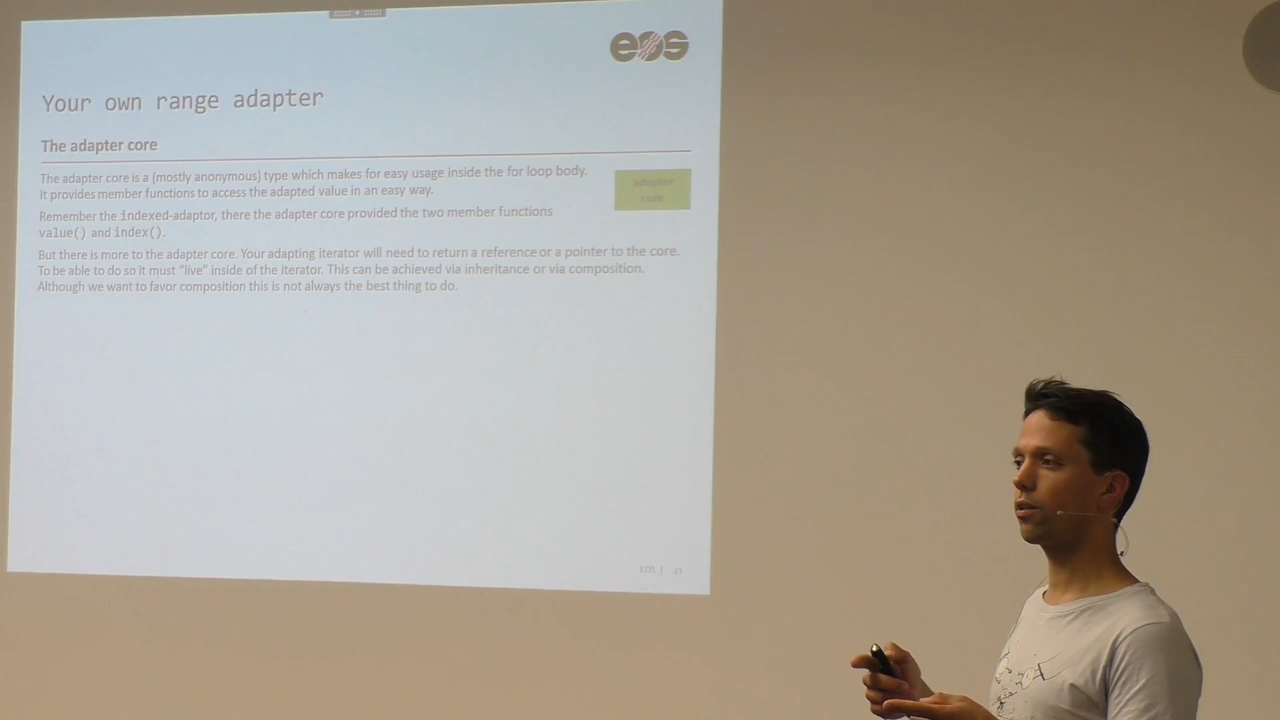 eos
Your own range adapter
The adapter core
The adapter core is a (mostly anonymous) type which makes for easy usage inside the for loop body.
It provides member functions to access the adapted value in an easy way.
adapter
core
Remember the indexed-adaptor, there the adapter core provided the two member functions
value() and index().
But there is more to the adapter core. Your adapting iterator will need to return a reference or a pointer to the core.
To be able to do so it must "live" inside of the iterator. This can be achieved via inheritance or via composition.
Although we want to favor composition this is not always the best thing to do.
EOS | 21